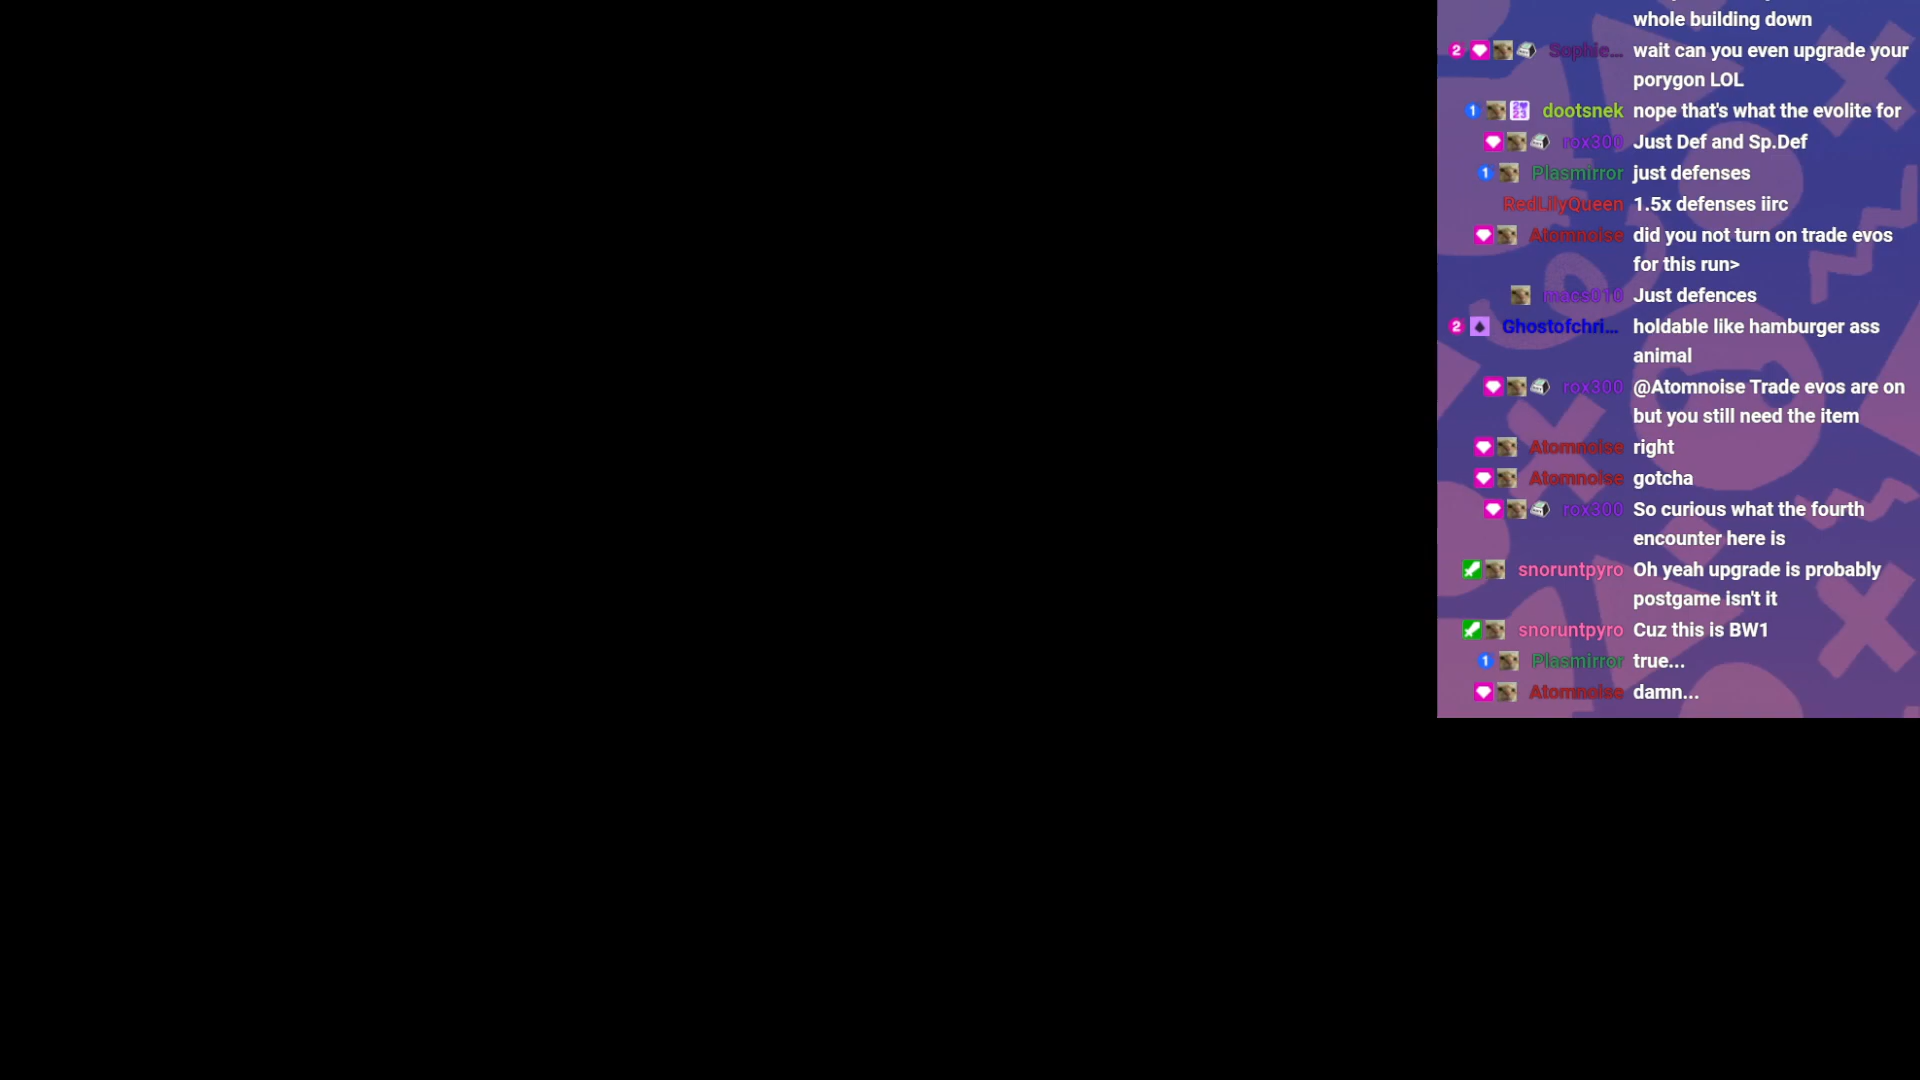 whole building down
2 Sophie... wait can you even upgrade your
porygon LOL
1 dootsnek nope that's what the evolite for
rox300 Just Def and Sp.Def
1 Plasmirror just defenses
RedLilyQueen 1.5x defenses iirc
Atomnoise did you not turn on trade evos
for this run>
macs010 Just defences
2 Ghostofchri... holdable like hamburger ass
animal
rox300 @Atomnoise Trade evos are on
but you still need the item
Atomnoise right
Atomnoise gotcha
rox300 So curious what the fourth
encounter here is
snoruntpyro Oh yeah upgrade is probably
postgame isn't it
snoruntpyro Cuz this is BW1
1 Plasmirror true...
Atomnoise damn...